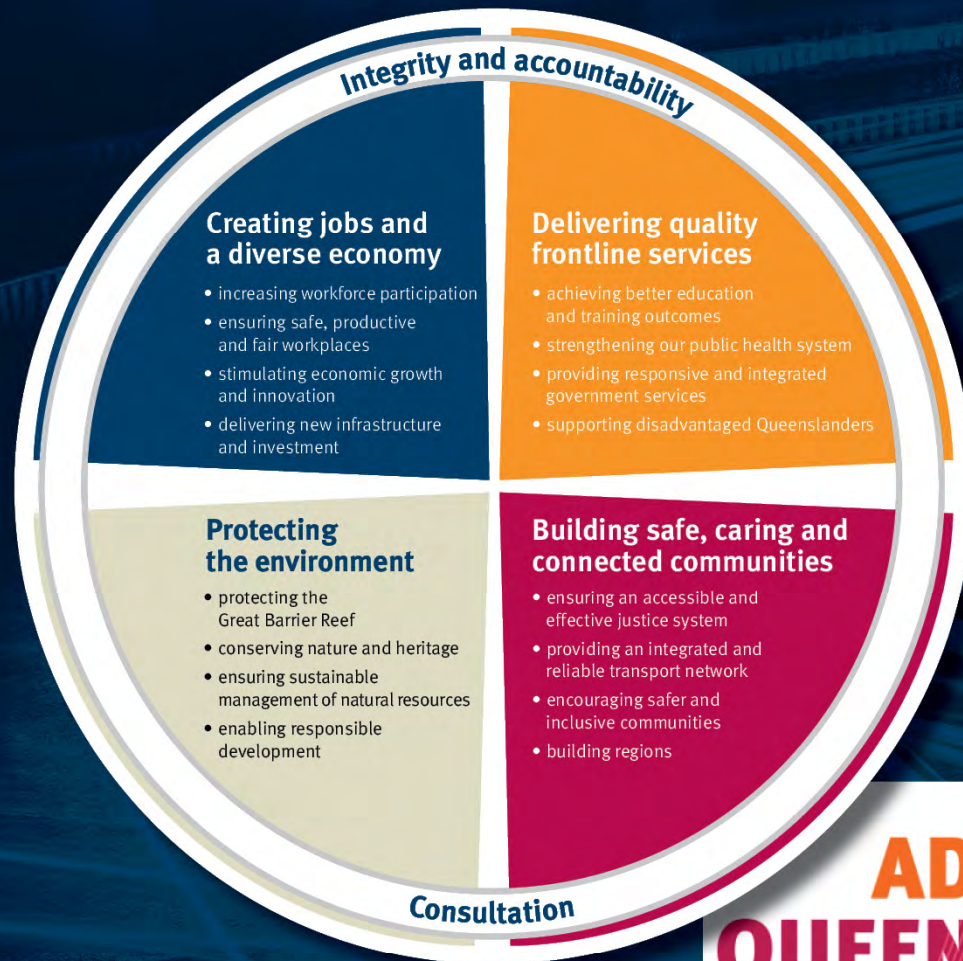 Integrity and accountability
Creating jobs and
a diverse economy
• increasing workforce participation
• ensuring safe, productive
and fair workplaces
• stimulating economic growth
and innovation
• delivering new infrastructure
and investment
Delivering quality
frontline services
• achieving better education
and training outcomes
• strengthening our public health system
• providing responsive and integrated
government services
• supporting disadvantaged Queenslanders
Protecting
the environment
• protecting the
Great Barrier Reef
• conserving nature and heritage
• ensuring sustainable
management of natural resources
• enabling responsible
development
Building safe, caring and
connected communities
• ensuring an accessible and
effective justice system
• providing an integrated and
reliable transport network
• encouraging safer and
inclusive communities
• building regions
Consultation